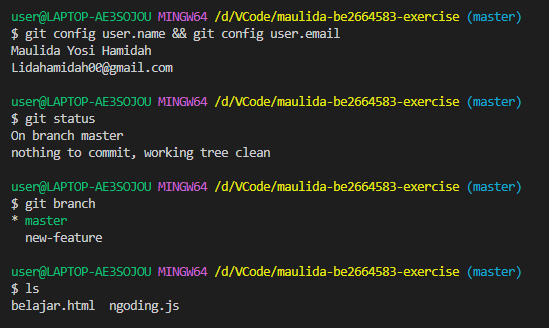 user@LAPTOP-AE3SOJOU MINGW64 /d/VCode/maulida-be2664583-exercise (master)
$ git config user.name && git config user.email
Maulida Yosi Hamidah
Lidahamidah00@gmail.com
user@LAPTOP-AE3SOJOU MINGW64 /d/VCode/maulida-be2664583-exercise (master)
$ git status
On branch master
nothing to commit, working tree clean
user@LAPTOP-AE3SOJOU MINGW64 /d/VCode/maulida-be2664583-exercise (master)
$ git branch
* master
  new-feature
user@LAPTOP-AE3SOJOU MINGW64 /d/VCode/maulida-be2664583-exercise (master)
$ ls
belajar.html  ngoding.js